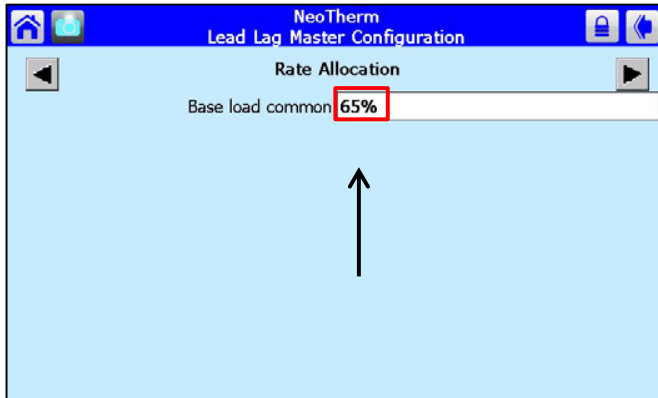 NeoTherm
Lead Lag Master Configuration
Rate Allocation
Base load common 65%